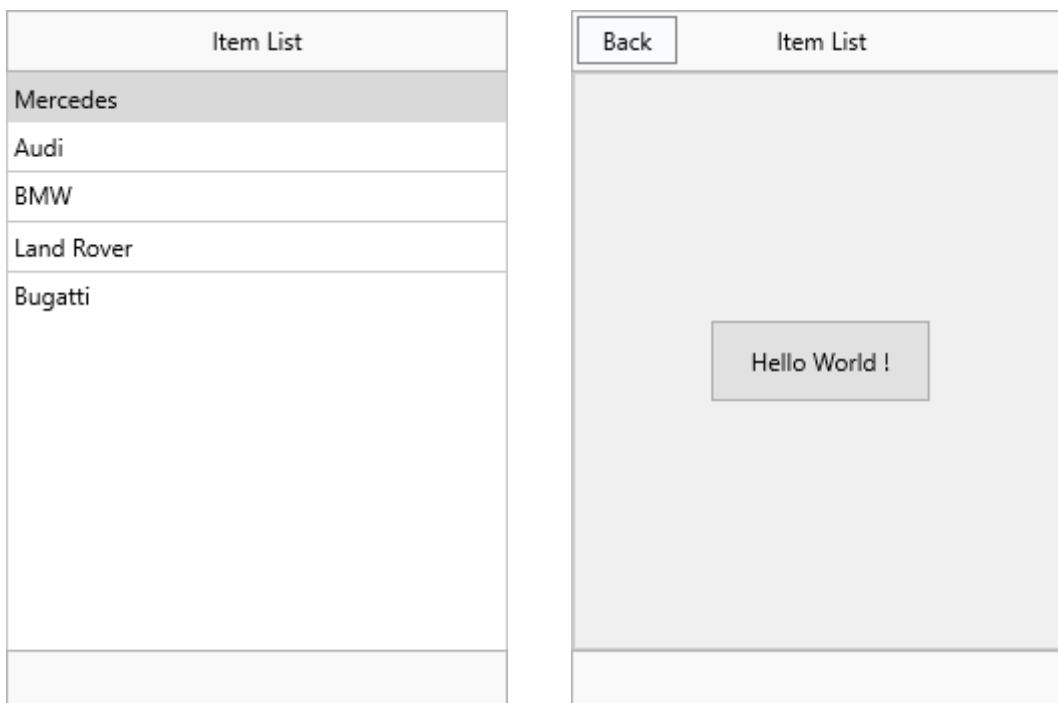 Item List
Mercedes
Audi
BMW
Land Rover
Bugatti
Back
Item List
Hello World !